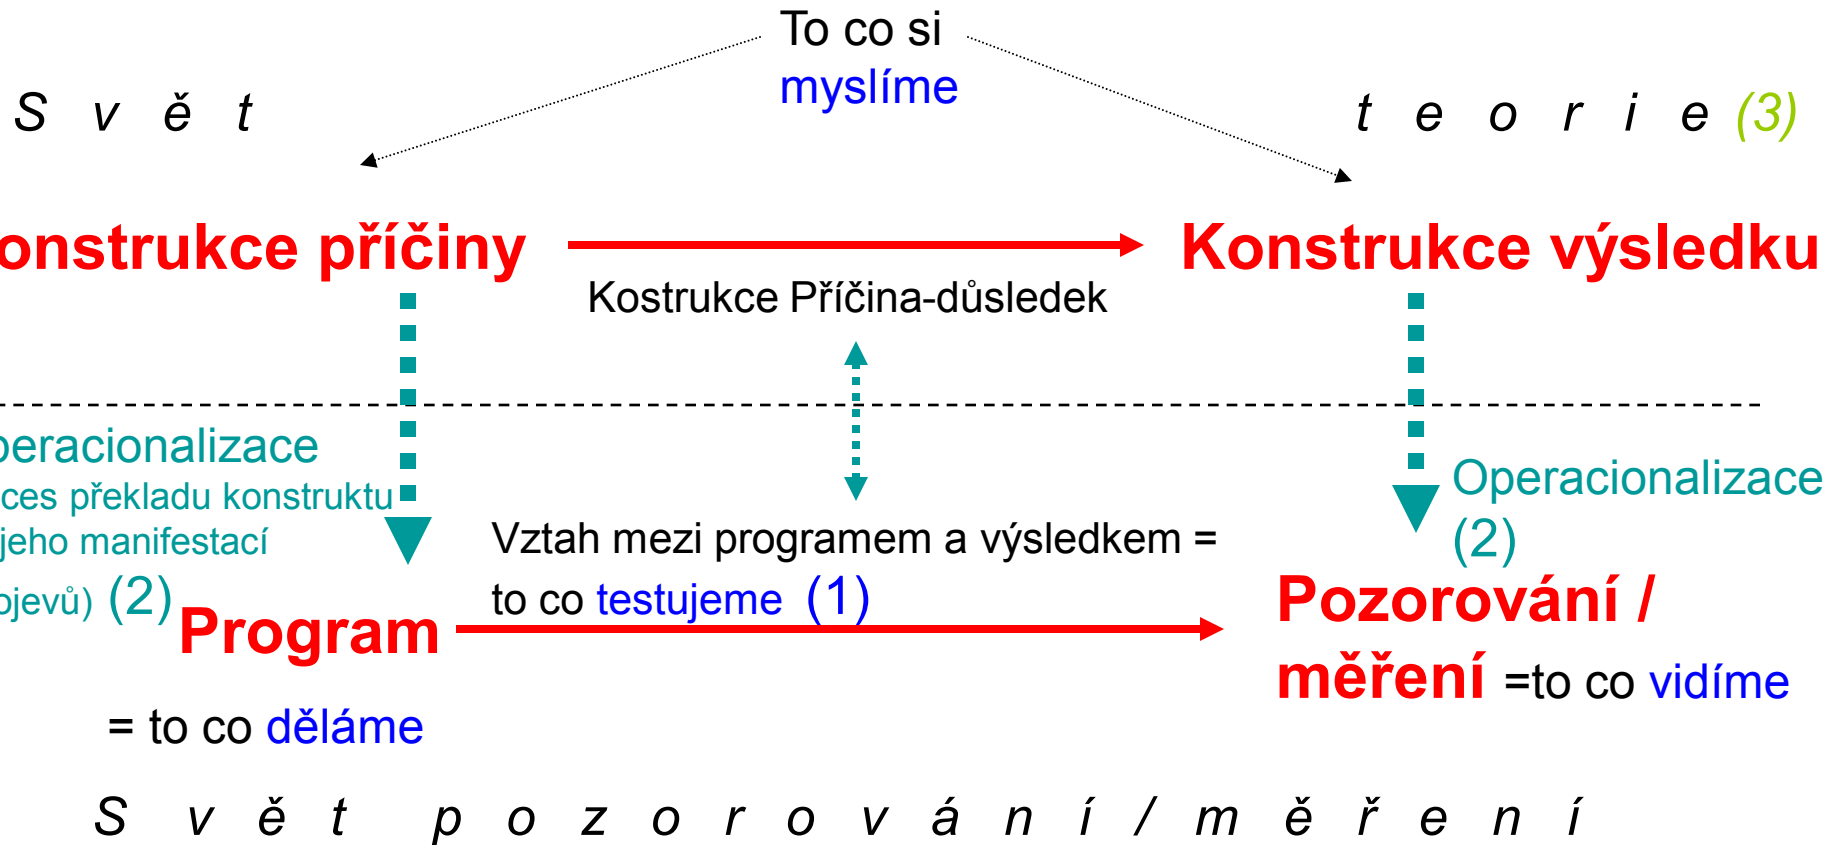 To co si
myslíme
S v ě t t e o r i e (3)
onstrukce příčiny
Konstrukce výsledku
Kostrukce Příčina-důsledek
peracionalizace
ces překladu konstruktu
jeho manifestací
ojevů) (2)
Operacionalizace
(2)
Vztah mezi programem a výsledkem =
to co testujeme (1)
Program
= to co děláme
Pozorování /
měření =to co vidíme
S v ě t p o z o r o v á n í / m ě ř e n í